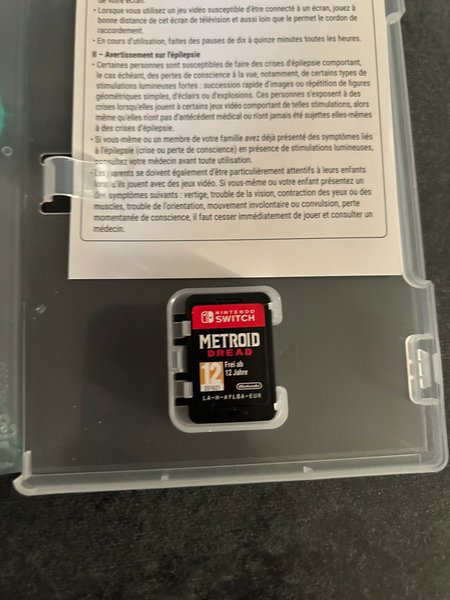 de votre écran.
• Lorsque vous utilisez un jeu vidéo susceptible d'être connecté à un écran, jouez à
bonne distance de cet écran de télévision et aussi loin que le permet le cordon de
raccordement.
• En cours d'utilisation, faites des pauses de dix à quinze minutes toutes les heures.
II – Avertissement sur l'épilepsie
• Certaines personnes sont susceptibles de faire des crises d'épilepsie comportant,
le cas échéant, des pertes de conscience à la vue, notamment, de certains types de
stimulations lumineuses fortes : succession rapide d'images ou répétition de figures
géométriques simples, d'éclairs ou d'explosions. Ces personnes s'exposent à des
crises lorsqu'elles jouent à certains jeux vidéo comportant de telles stimulations, alors
même qu'elles n'ont pas d'antécédent médical ou n'ont jamais été sujettes elles-mêmes
à des crises d'épilepsie.
• Si vous-même ou un membre de votre famille avez déjà présenté des symptômes liés
à l'épilepsie (crise ou perte de conscience) en présence de stimulations lumineuses,
consultez votre médecin avant toute utilisation.
• Les parents se doivent également d'être particulièrement attentifs à leurs enfants
lorsqu'ils jouent avec des jeux vidéo. Si vous-même ou votre enfant présentez un
des symptômes suivants : vertige, trouble de la vision, contraction des yeux ou des
muscles, trouble de l'orientation, mouvement involontaire ou convulsion, perte
momentanée de conscience, il faut cesser immédiatement de jouer et consulter un
médecin.
NINTENDO
SWITCH
METROID
DREAD
12
Frei ab
12 Jahre
Nintendo
LA-H-AYL8A-EUR